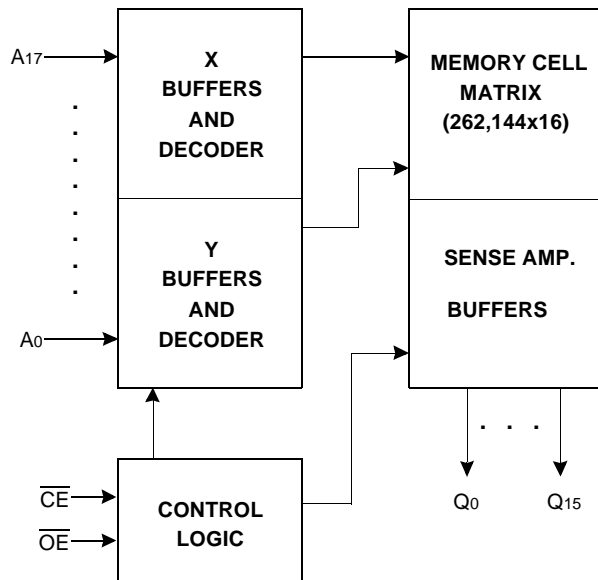 A17
A0
X
BUFFERS
AND
DECODER
Y
BUFFERS
AND
DECODER
MEMORY CELL
MATRIX
(262,144x16)
SENSE AMP.
BUFFERS
CE
OE
CONTROL
LOGIC
Q0
Q15